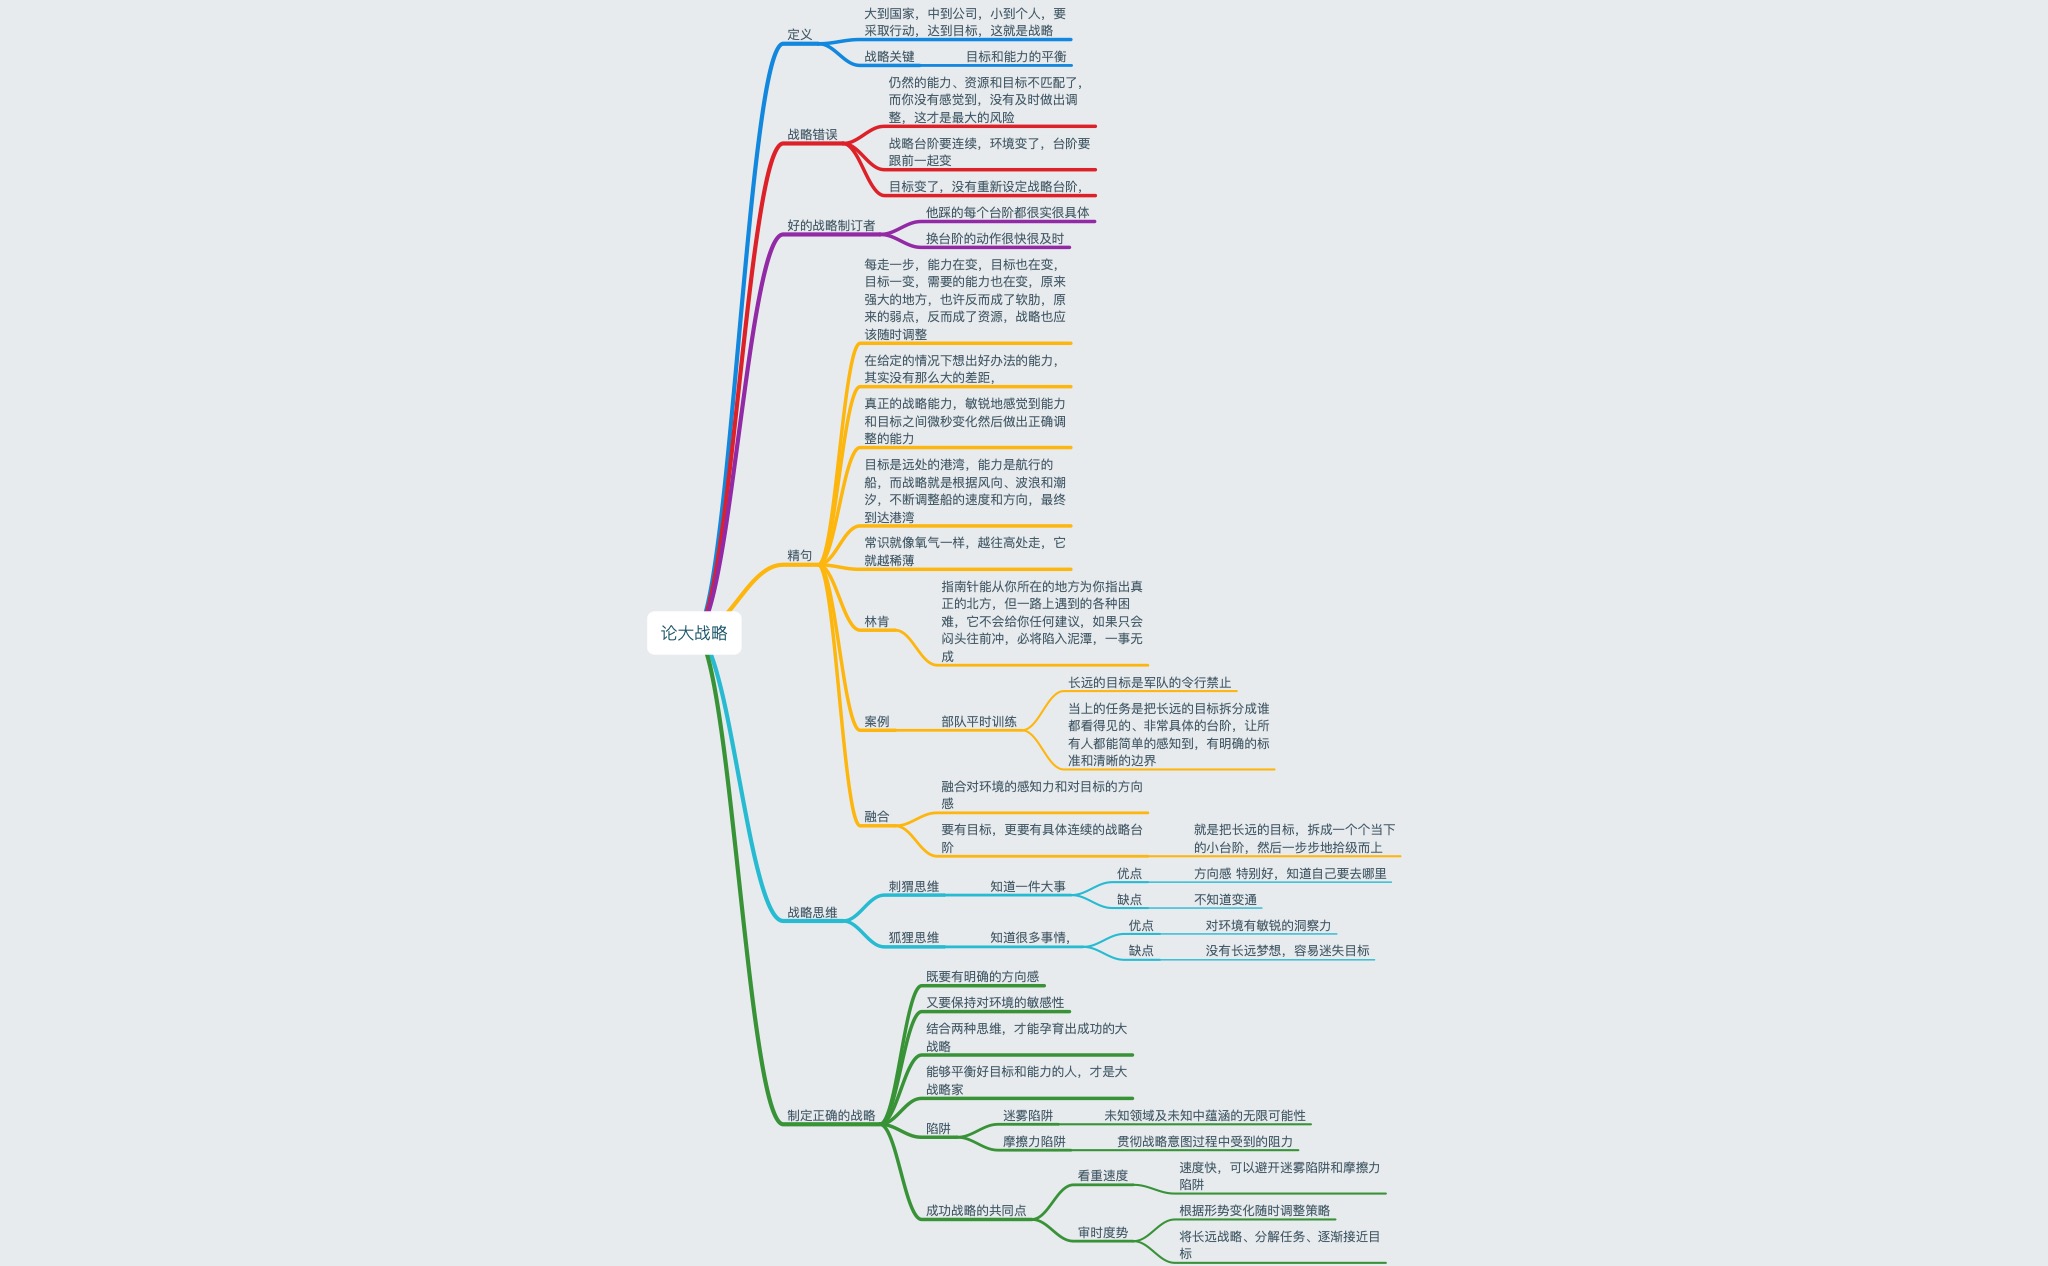 论大战略
定义
大到国家，中到公司，小到个人，要
采取行动，达到目标，这就是战略
战略关键
目标和能力的平衡
战略错误
仍然的能力、资源和目标不匹配了，
而你没有感觉到，没有及时做出调
整，这才是最大的风险
战略台阶要连续，环境变了，台阶要
跟前一起变
目标变了，没有重新设定战略台阶，
好的战略制订者
他踩的每个台阶都很实很具体
换台阶的动作很快很及时
精句
每走一步，能力在变，目标也在变，
目标一变，需要的能力也在变，原来
强大的地方，也许反而成了软肋，原
来的弱点，反而成了资源，战略也应
该随时调整
在给定的情况下想出好办法的能力，
其实没有那么大的差距，
真正的战略能力，敏锐地感觉到能力
和目标之间微秒变化然后做出正确调
整的能力
目标是远处的港湾，能力是航行的
船，而战略就是根据风向、波浪和潮
汐，不断调整船的速度和方向，最终
到达港湾
常识就像氧气一样，越往高处走，它
就越稀薄
林肯
指南针能从你所在的地方为你指出真
正的北方，但一路上遇到的各种困
难，它不会给你任何建议，如果只会
闷头往前冲，必将陷入泥潭，一事无
成
案例
部队平时训练
长远的目标是军队的令行禁止
当上的任务是把长远的目标拆分成谁
都看得见的、非常具体的台阶，让所
有人都能简单的感知到，有明确的标
准和清晰的边界
融合
融合对环境的感知力和对目标的方向
感
要有目标，更要有具体连续的战略台
阶
就是把长远的目标，拆成一个个当下
的小台阶，然后一步步地拾级而上
战略思维
刺猬思维
知道一件大事
优点
方向感 特别好，知道自己要去哪里
缺点
不知道变通
狐狸思维
知道很多事情，
优点
对环境有敏锐的洞察力
缺点
没有长远梦想，容易迷失目标
制定正确的战略
既要有明确的方向感
又要保持对环境的敏感性
结合两种思维，才能孕育出成功的大
战略
能够平衡好目标和能力的人，才是大
战略家
陷阱
迷雾陷阱
未知领域及未知中蕴涵的无限可能性
摩擦力陷阱
贯彻战略意图过程中受到的阻力
成功战略的共同点
看重速度
速度快，可以避开迷雾陷阱和摩擦力
陷阱
审时度势
根据形势变化随时调整策略
将长远战略、分解任务、逐渐接近目
标